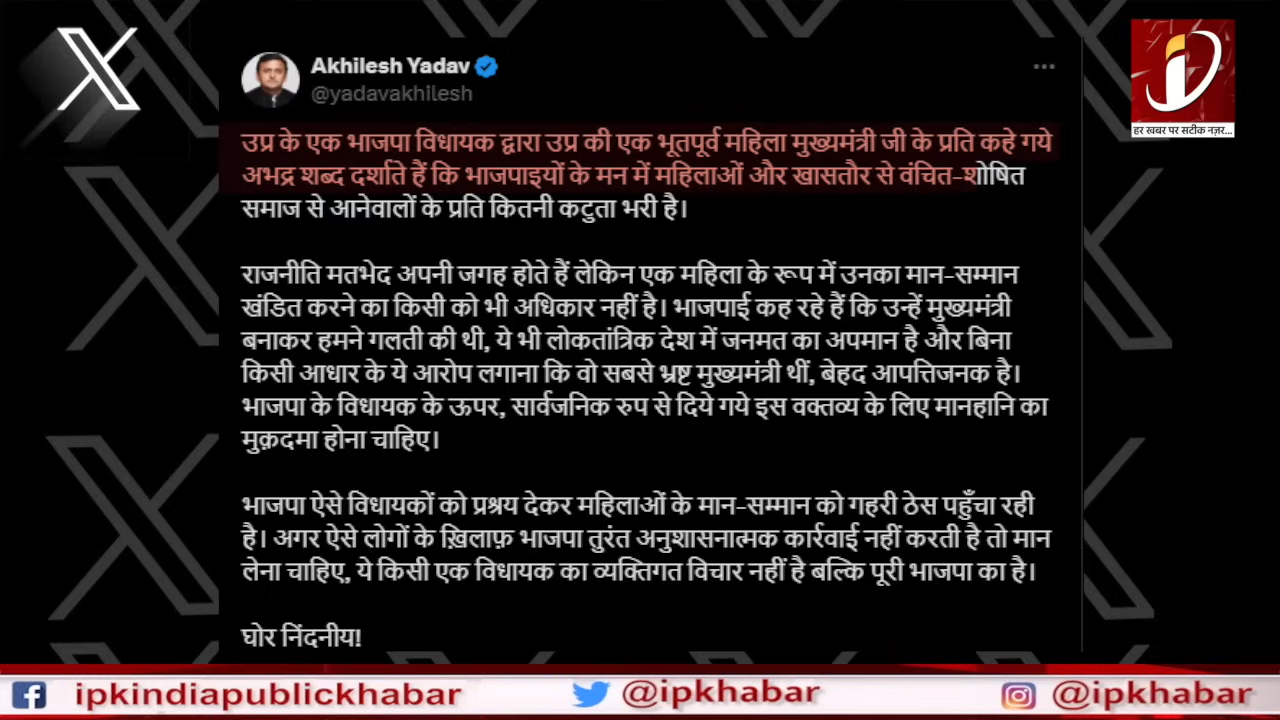 Akhilesh Yadav
@yadavakhilesh
हर खबर पर सटीक नज़र...
उप्र के एक भाजपा विधायक द्वारा उप्र की एक भूतपूर्व महिला मुख्यमंत्री जी के प्रति कहे गये
अभद्र शब्द दर्शाते हैं कि भाजपाइयों के मन में महिलाओं और खासतौर से वंचित-शोषित
समाज से आनेवालों के प्रति कितनी कटुता भरी है।
राजनीति मतभेद अपनी जगह होते हैं लेकिन एक महिला के रूप में उनका मान-सम्मान
खंडित करने का किसी को भी अधिकार नहीं है। भाजपाई कह रहे हैं कि उन्हें मुख्यमंत्री
बनाकर हमने गलती की थी, ये भी लोकतांत्रिक देश में जनमत का अपमान है और बिना
किसी आधार के ये आरोप लगाना कि वो सबसे भ्रष्ट मुख्यमंत्री थीं, बेहद आपत्तिजनक है।
भाजपा के विधायक के ऊपर, सार्वजनिक रुप से दिये गये इस वक्तव्य के लिए मानहानि का
मुक़दमा होना चाहिए।
भाजपा ऐसे विधायकों को प्रश्रय देकर महिलाओं के मान-सम्मान को गहरी ठेस पहुँचा रही
है। अगर ऐसे लोगों के ख़िलाफ़ भाजपा तुरंत अनुशासनात्मक कार्रवाई नहीं करती है तो मान
लेना चाहिए, ये किसी एक विधायक का व्यक्तिगत विचार नहीं है बल्कि पूरी भाजपा का है।
घोर निंदनीय!
ipkindiapublickhabar
@ipkhabar
@ipkhabar